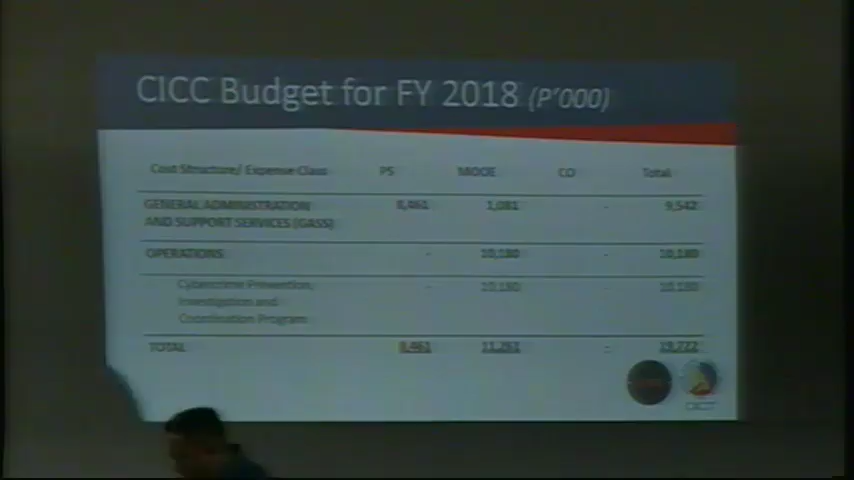 CICC Budget for FY 2018 (P'000)
Cost Structure/ Expense Class PS MOOE CO Total
GENERAL ADMINISTRATION 8,461 1,081 - 9,542
AND SUPPORT SERVICES (GASS)
OPERATIONS - 10,180 - 10,180
Cybercrime Prevention, - 10,180 - 10,180
Investigation and
Coordination Program
TOTAL 8,461 11,261 - 19,722